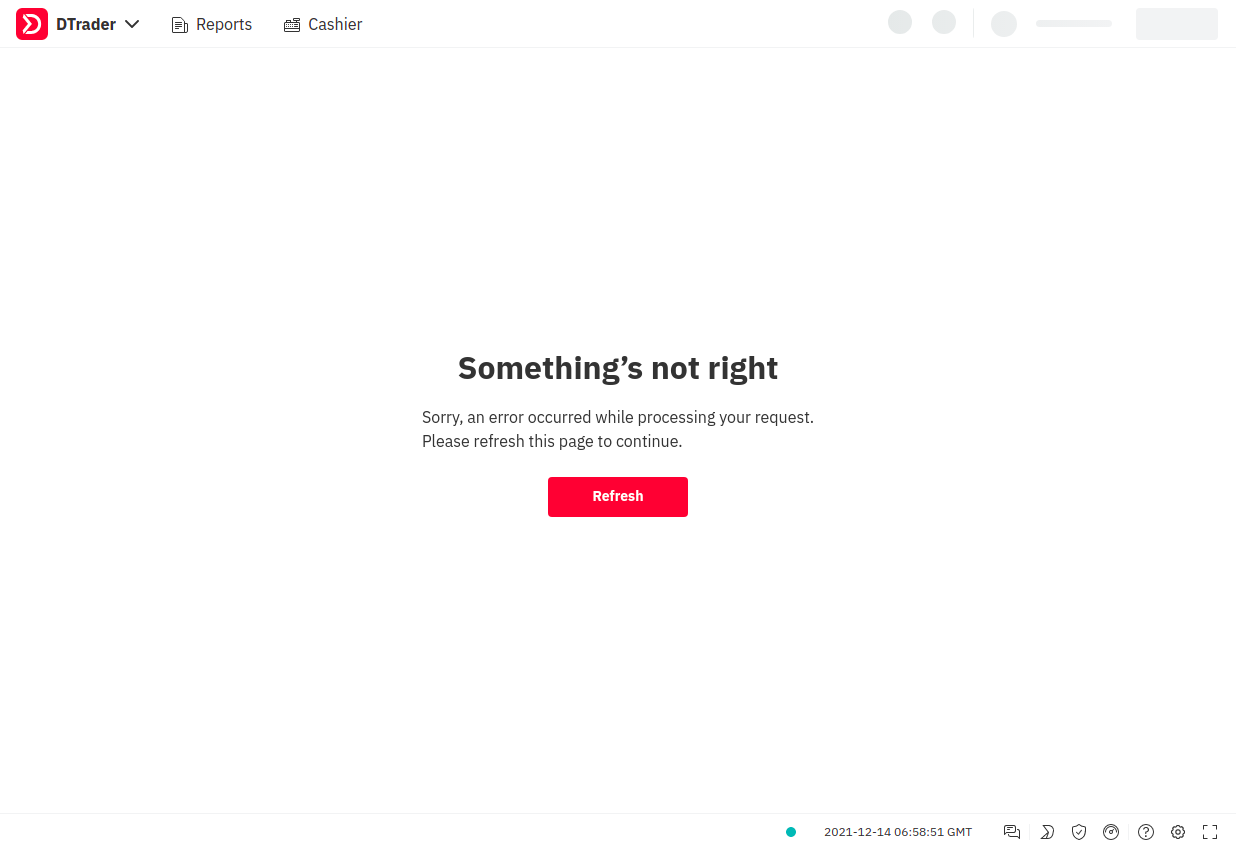 DTrader Reports Cashier
Something’s not right
Sorry, an error occurred while processing your request.
Please refresh this page to continue.
Refresh
2021-12-14 06:58:51 GMT